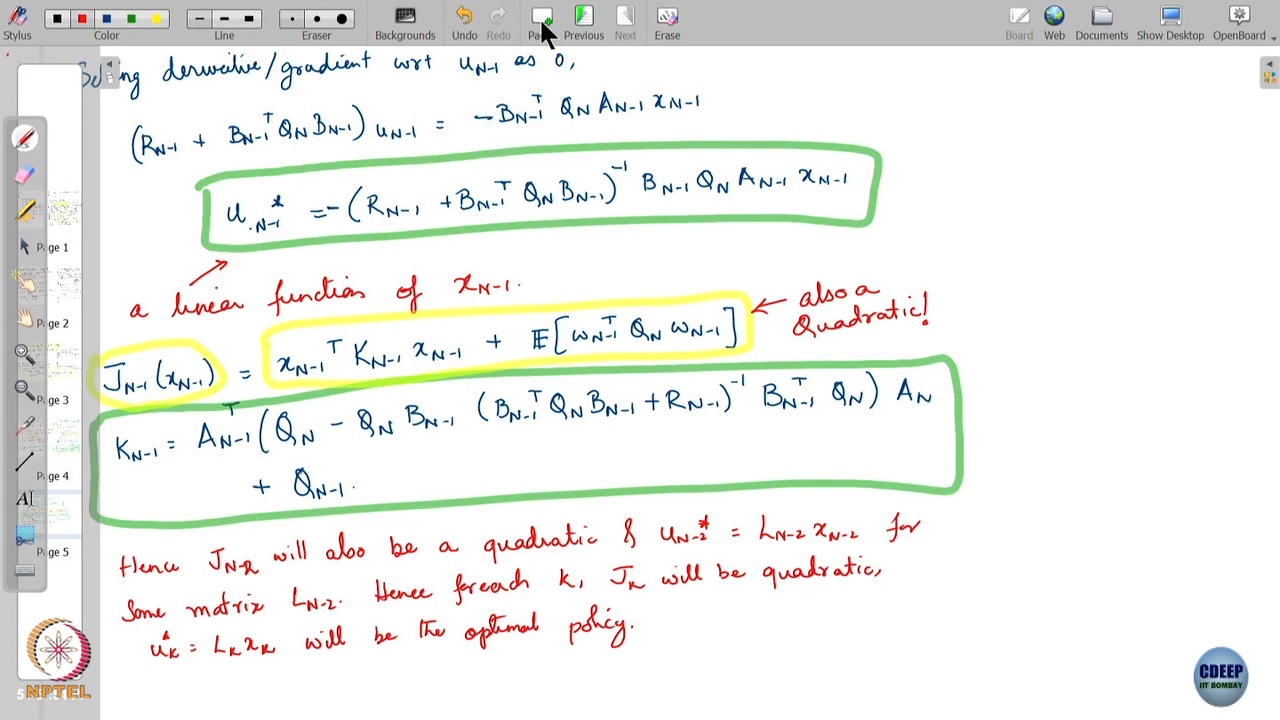 Stylus Color Line Eraser Backgrounds Undo Redo Pa Previous Next Erase Board Web Documents Show Desktop OpenBoard
derivative/gradient wrt u_{N-1} as 0,
(R_{N-1} + B_{N-1}^T Q_N B_{N-1}) u_{N-1} = -B_{N-1}^T Q_N A_{N-1} x_{N-1}
u_{N-1}^* = -(R_{N-1} + B_{N-1}^T Q_N B_{N-1})^{-1} B_{N-1} Q_N A_{N-1} x_{N-1}
a linear function of x_{N-1}.
← also a
Quadratic!
J_{N-1}(x_{N-1}) = x_{N-1}^T K_{N-1} x_{N-1} + E[w_{N-1}^T Q_N w_{N-1}]
K_{N-1} = A_{N-1}^T (Q_N - Q_N B_{N-1} (B_{N-1}^T Q_N B_{N-1} + R_{N-1})^{-1} B_{N-1}^T Q_N) A_N
+ Q_{N-1}.
Hence J_{N-2} will also be a quadratic & u_{N-2}^* = L_{N-2} x_{N-2} for
Some matrix L_{N-2}. Hence foreach k, J_k will be quadratic,
u_k^* = L_k x_k will be the optimal policy.
Page 1
Page 2
Page 3
Page 4
Page 5
NPTEL
CDEEP
IIT BOMBAY